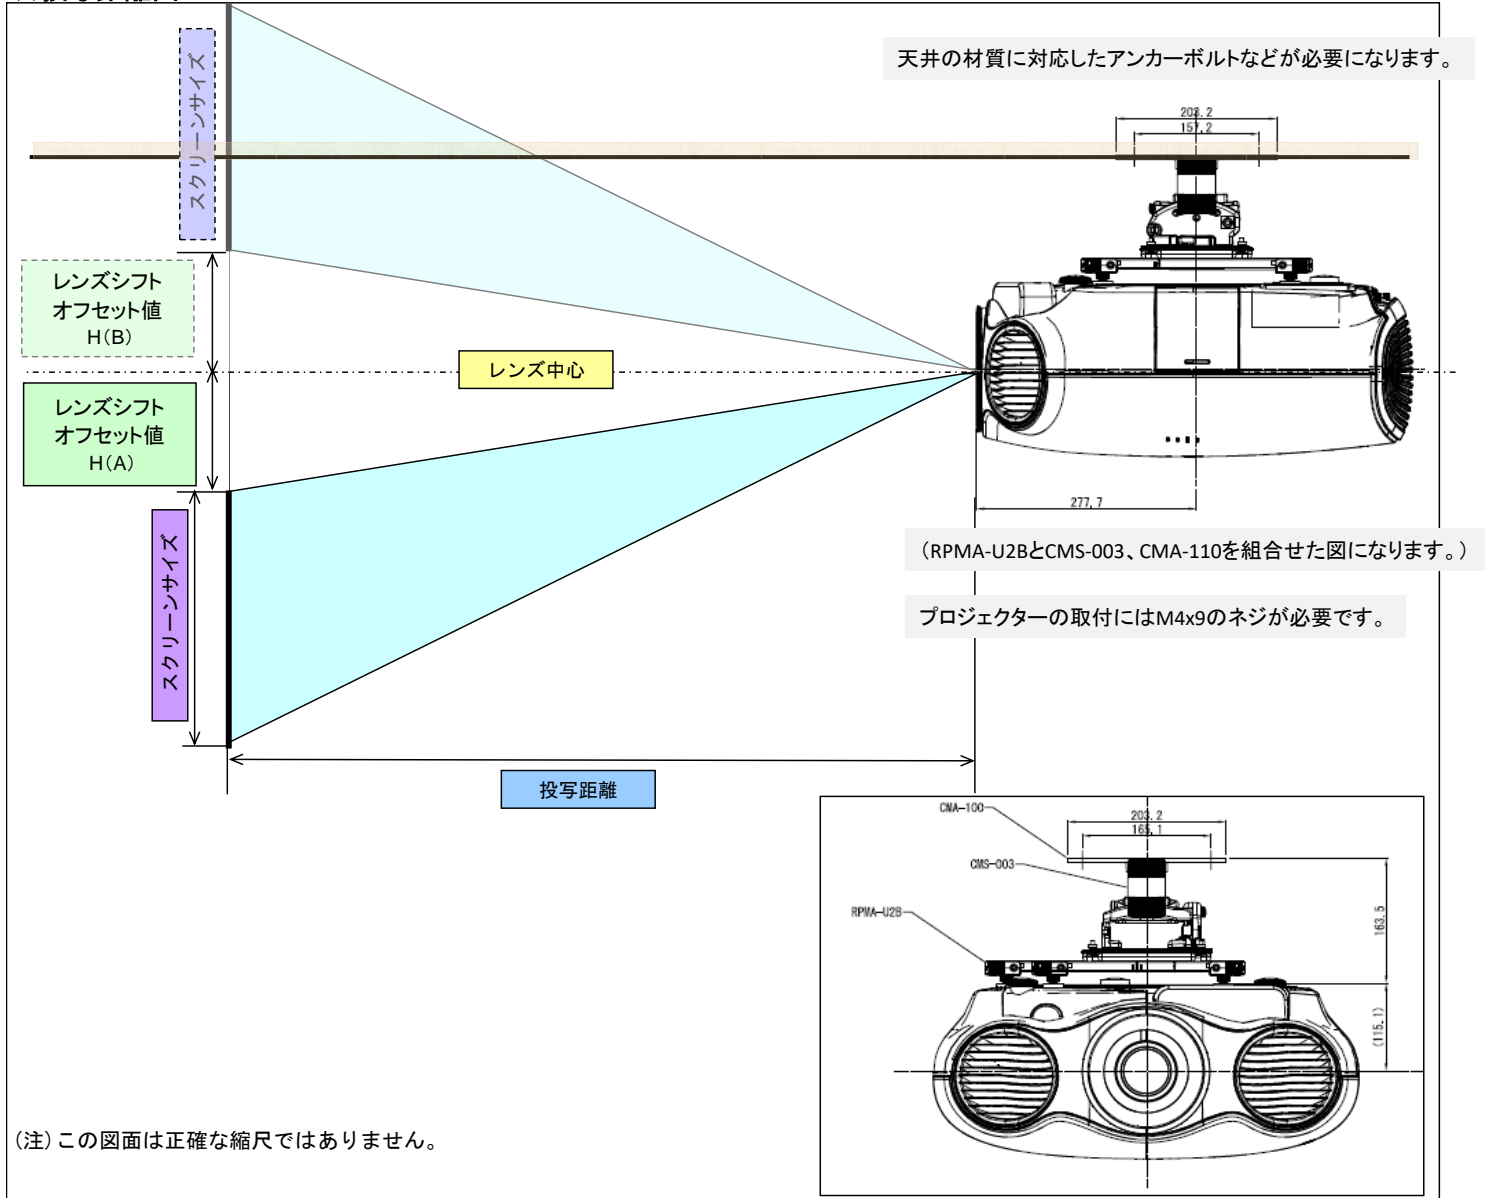 スクリーンサイズ
天井の材質に対応したアンカーボルトなどが必要になります。
203.2
157.2
レンズシフト
オフセット値
H(B)
レンズ中心
レンズシフト
オフセット値
H(A)
277.7
(RPMA-U2BとCMS-003、CMA-110を組合せた図になります。)
スクリーンサイズ
プロジェクターの取付にはM4x9のネジが必要です。
投写距離
CMA-100
203.2
165.1
CMS-003
RPMA-U2B
163.5
(115.1)
(注)この図面は正確な縮尺ではありません。